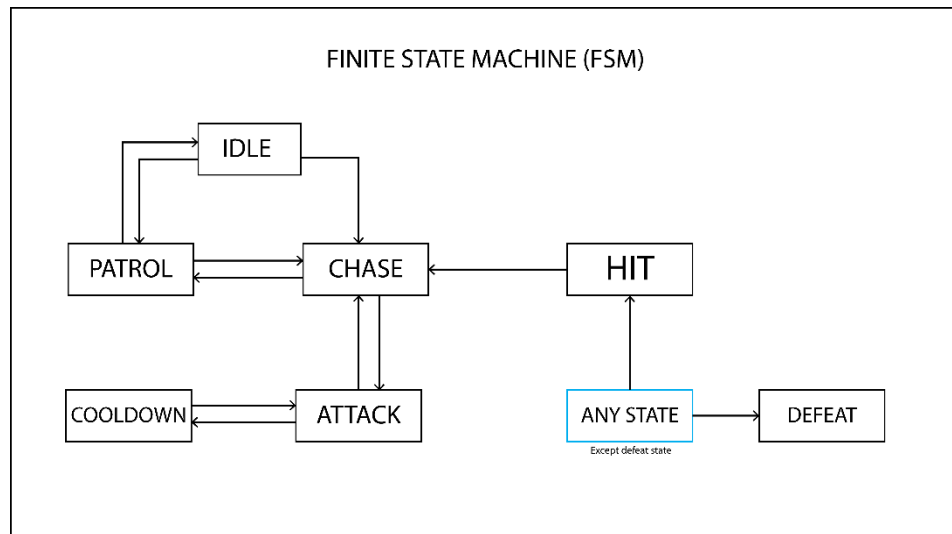 FINITE STATE MACHINE (FSM)
IDLE
PATROL
CHASE
HIT
COOLDOWN
ATTACK
ANY STATE
DEFEAT
Except defeat state